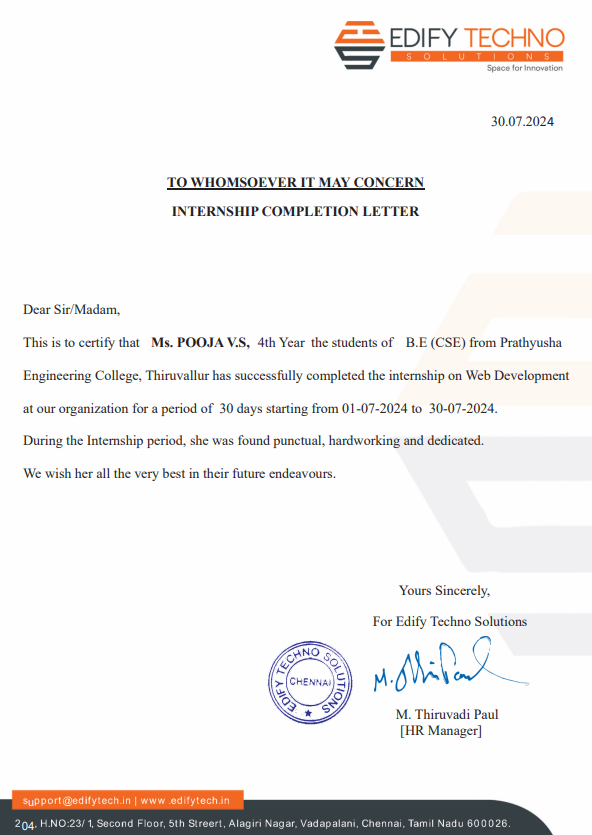 EDIFY TECHNO
SOLUTIONS
Space for Innovation
30.07.2024
TO WHOMSOEVER IT MAY CONCERN
INTERNSHIP COMPLETION LETTER
Dear Sir/Madam,
This is to certify that Ms. POOJA V.S, 4th Year the students of B.E (CSE) from Prathyusha
Engineering College, Thiruvallur has successfully completed the internship on Web Development
at our organization for a period of 30 days starting from 01-07-2024 to 30-07-2024.
During the Internship period, she was found punctual, hardworking and dedicated.
We wish her all the very best in their future endeavours.
Yours Sincerely,
For Edify Techno Solutions
EDIFY TECHNO SOLUTIONS
CHENNAI
M. Thiruvadi Paul
[HR Manager]
support@edifytech.in | www .edifytech.in
204, H.NO:23/1, Second Floor, 5th Streert, Alagiri Nagar, Vadapalani, Chennai, Tamil Nadu 600026.